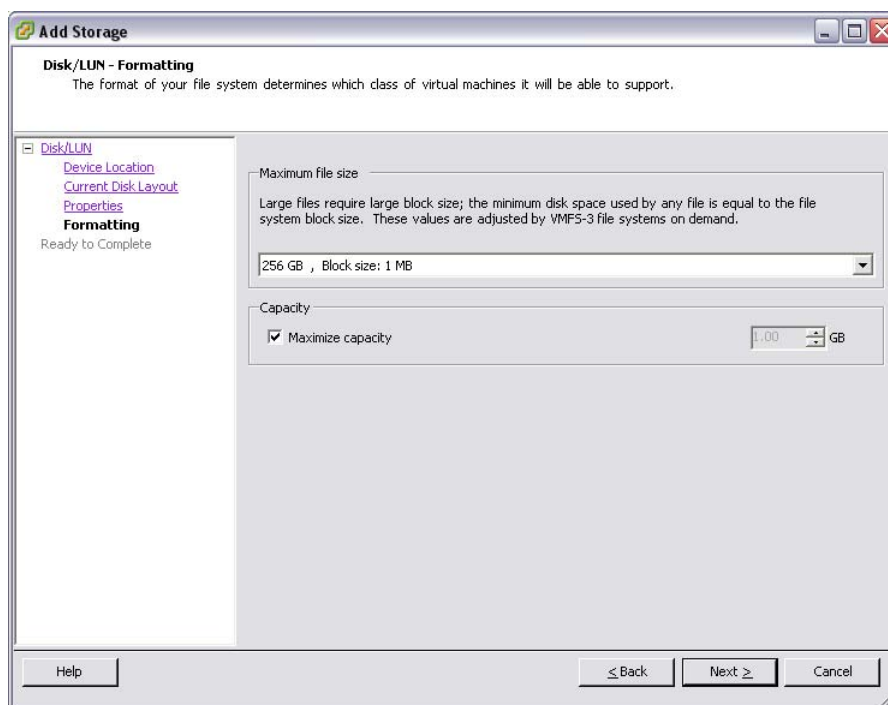 Add Storage
Disk/LUN - Formatting
The format of your file system determines which class of virtual machines it will be able to support.
Disk/LUN
Device Location
Current Disk Layout
Properties
Formatting
Ready to Complete
Maximum file size
Large files require large block size; the minimum disk space used by any file is equal to the file
system block size. These values are adjusted by VMFS-3 file systems on demand.
256 GB , Block size: 1 MB
Capacity
Maximize capacity
1.00
GB
Help
< Back
Next >
Cancel